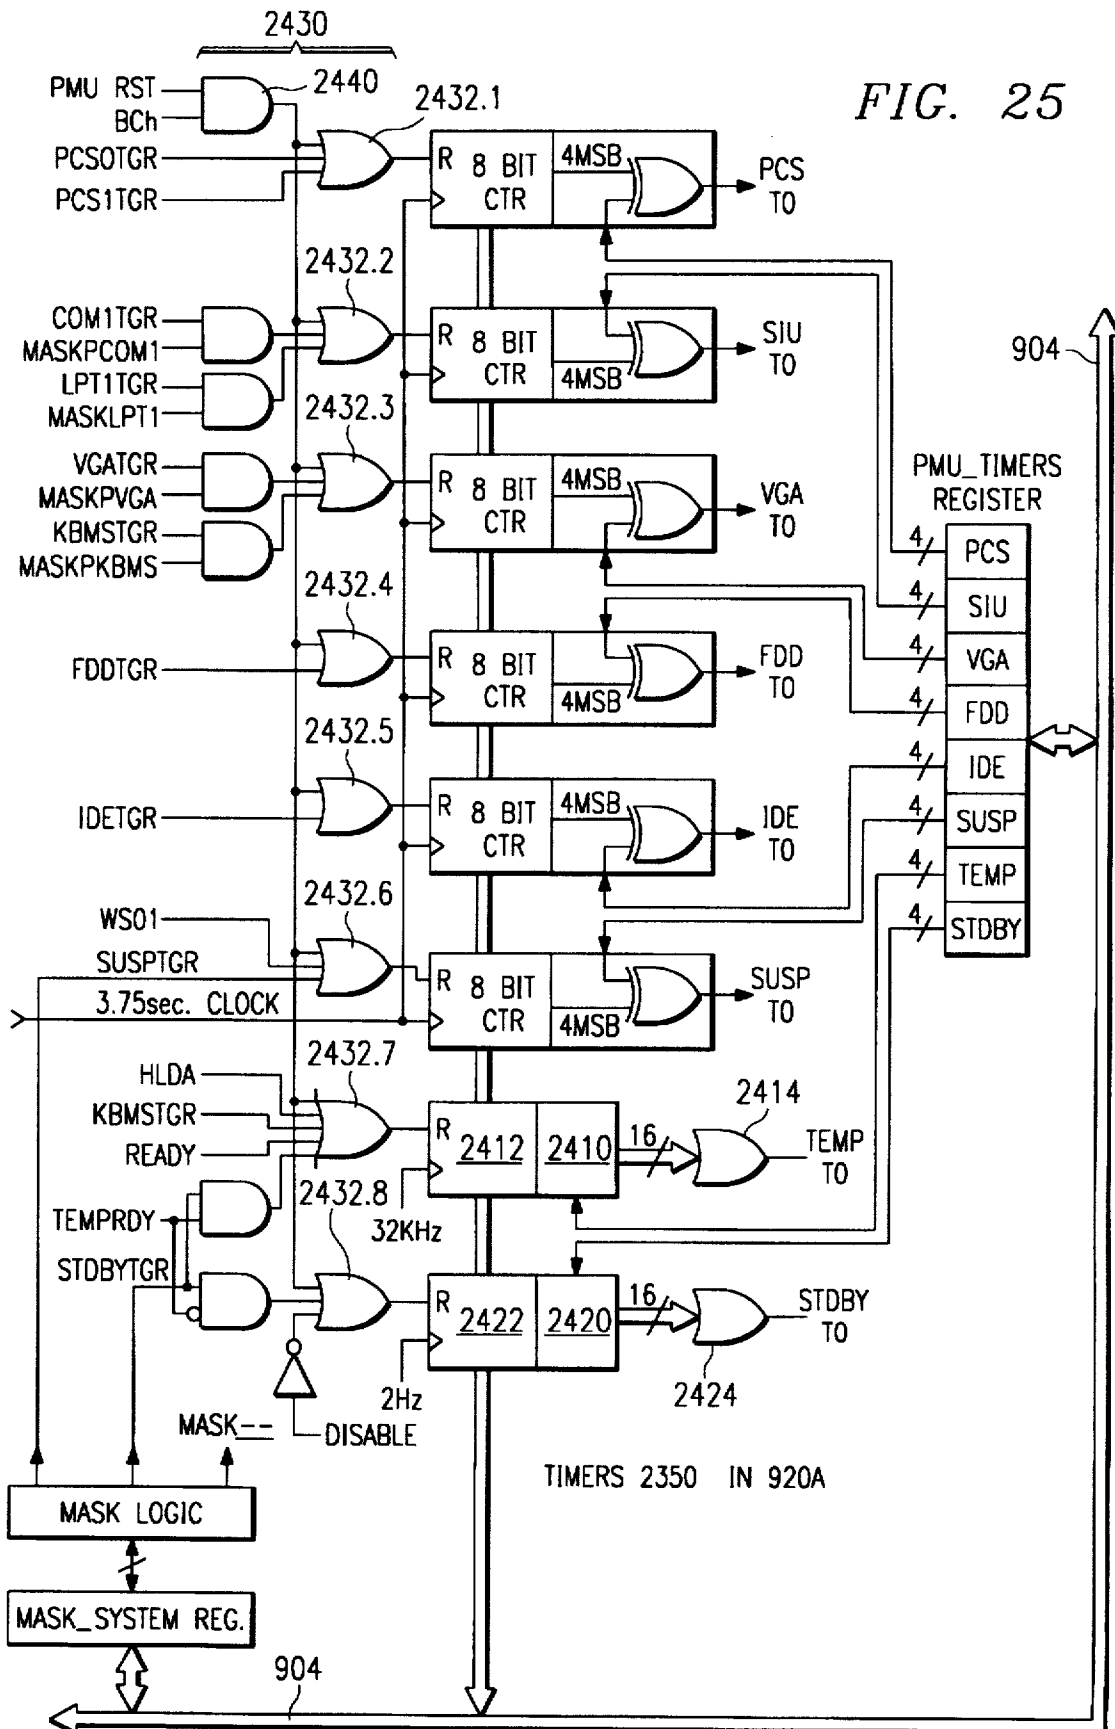 2430
FIG. 25
PMU RST
BCh
2440
2432.1
PCS0TGR
PCS1TGR
R 8 BIT CTR
4MSB
PCS TO
2432.2
COM1TGR
MASKPCOM1
LPT1TGR
MASKLPT1
R 8 BIT CTR
4MSB
SIU TO
904
2432.3
VGATGR
MASKPVGA
KBMSTGR
MASKPKBMS
R 8 BIT CTR
4MSB
VGA TO
PMU_TIMERS
REGISTER
4 PCS
4 SIU
4 VGA
4 FDD
4 IDE
4 SUSP
4 TEMP
4 STDBY
2432.4
FDDTGR
R 8 BIT CTR
4MSB
FDD TO
2432.5
IDETGR
R 8 BIT CTR
4MSB
IDE TO
2432.6
WS01
SUSPTGR
3.75sec. CLOCK
R 8 BIT CTR
4MSB
SUSP TO
2432.7
HLDA
KBMSTGR
READY
R
2412
2410
16
2414
TEMP TO
32KHz
TEMPRDY
STDBYTGR
2432.8
R
2422
2420
16
2424
STDBY TO
2Hz
DISABLE
MASK--
TIMERS 2350 IN 920A
MASK LOGIC
MASK_SYSTEM REG.
904